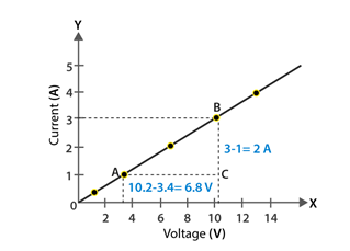 Y
Current (A)
5
4
3
2
1
0
B
3-1= 2 A
A
C
10.2-3.4= 6.8 V
X
2 4 6 8 10 12 14
Voltage (V)